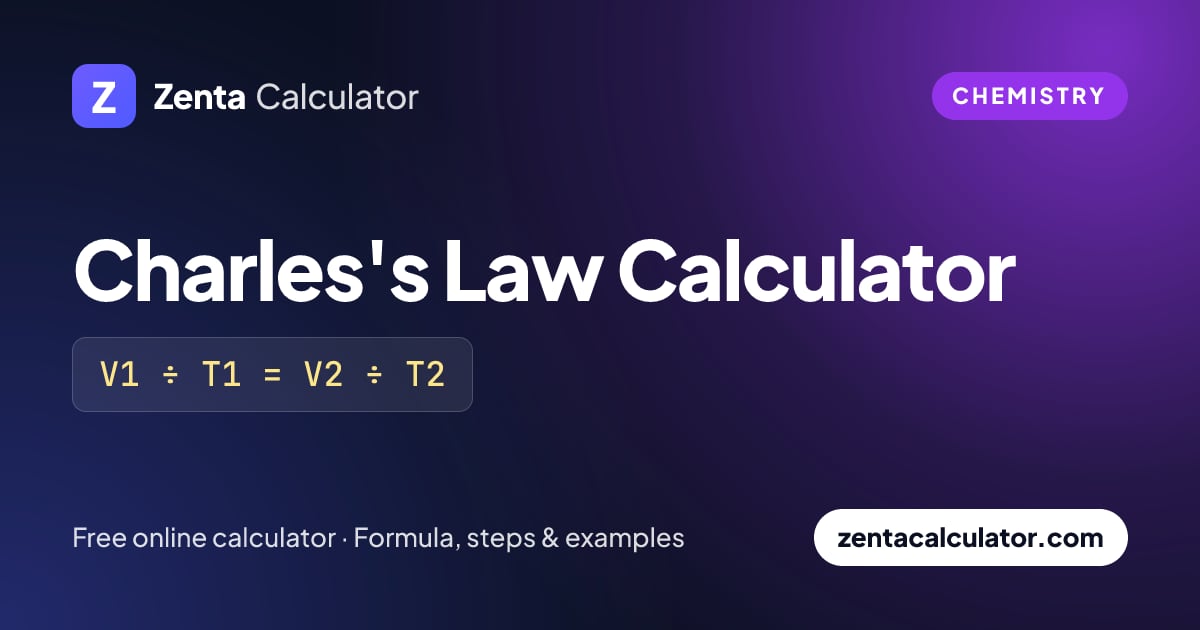 Z Zenta Calculator
CHEMISTRY
Charles's Law Calculator
V1 ÷ T1 = V2 ÷ T2
Free online calculator · Formula, steps & examples
zentacalculator.com